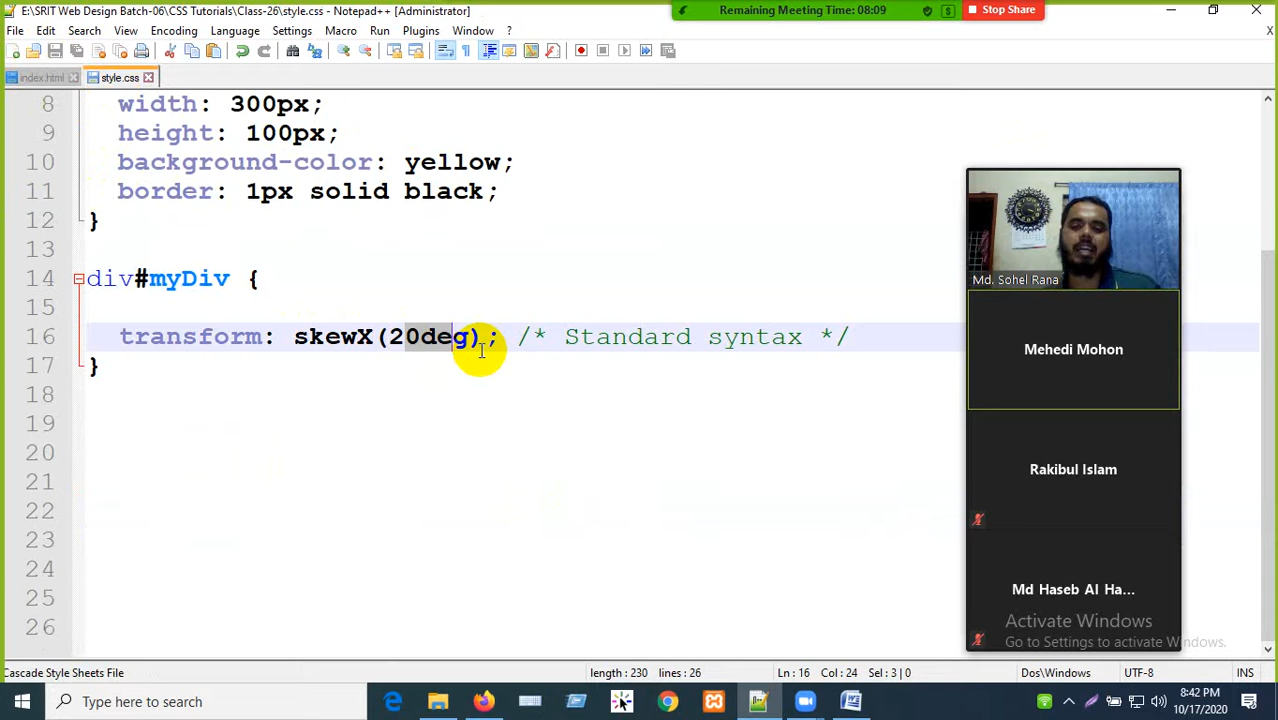 E:\SRIT Web Design Batch-06\CSS Tutorials\Class-26\style.css - Notepad++ [Administrator]
Remaining Meeting Time: 08:09
Stop Share
File Edit Search View Encoding Language Settings Macro Run Plugins Window ?
X
index.html
style.css
8 width: 300px;
9 height: 100px;
10 background-color: yellow;
11 border: 1px solid black;
12 }
13
14 div#myDiv {
15
16 transform: skewX(20deg); /* Standard syntax */
17 }
18
19
20
21
22
23
24
25
26
Md. Sohel Rana
Mehedi Mohon
Rakibul Islam
Md Haseb Al Ha...
Activate Windows
Go to Settings to activate Windows.
Cascade Style Sheets File
length : 230 lines : 26
Ln : 16 Col : 24 Sel : 3 | 0
Dos\Windows
UTF-8
INS
Type here to search
8:42 PM
10/17/2020